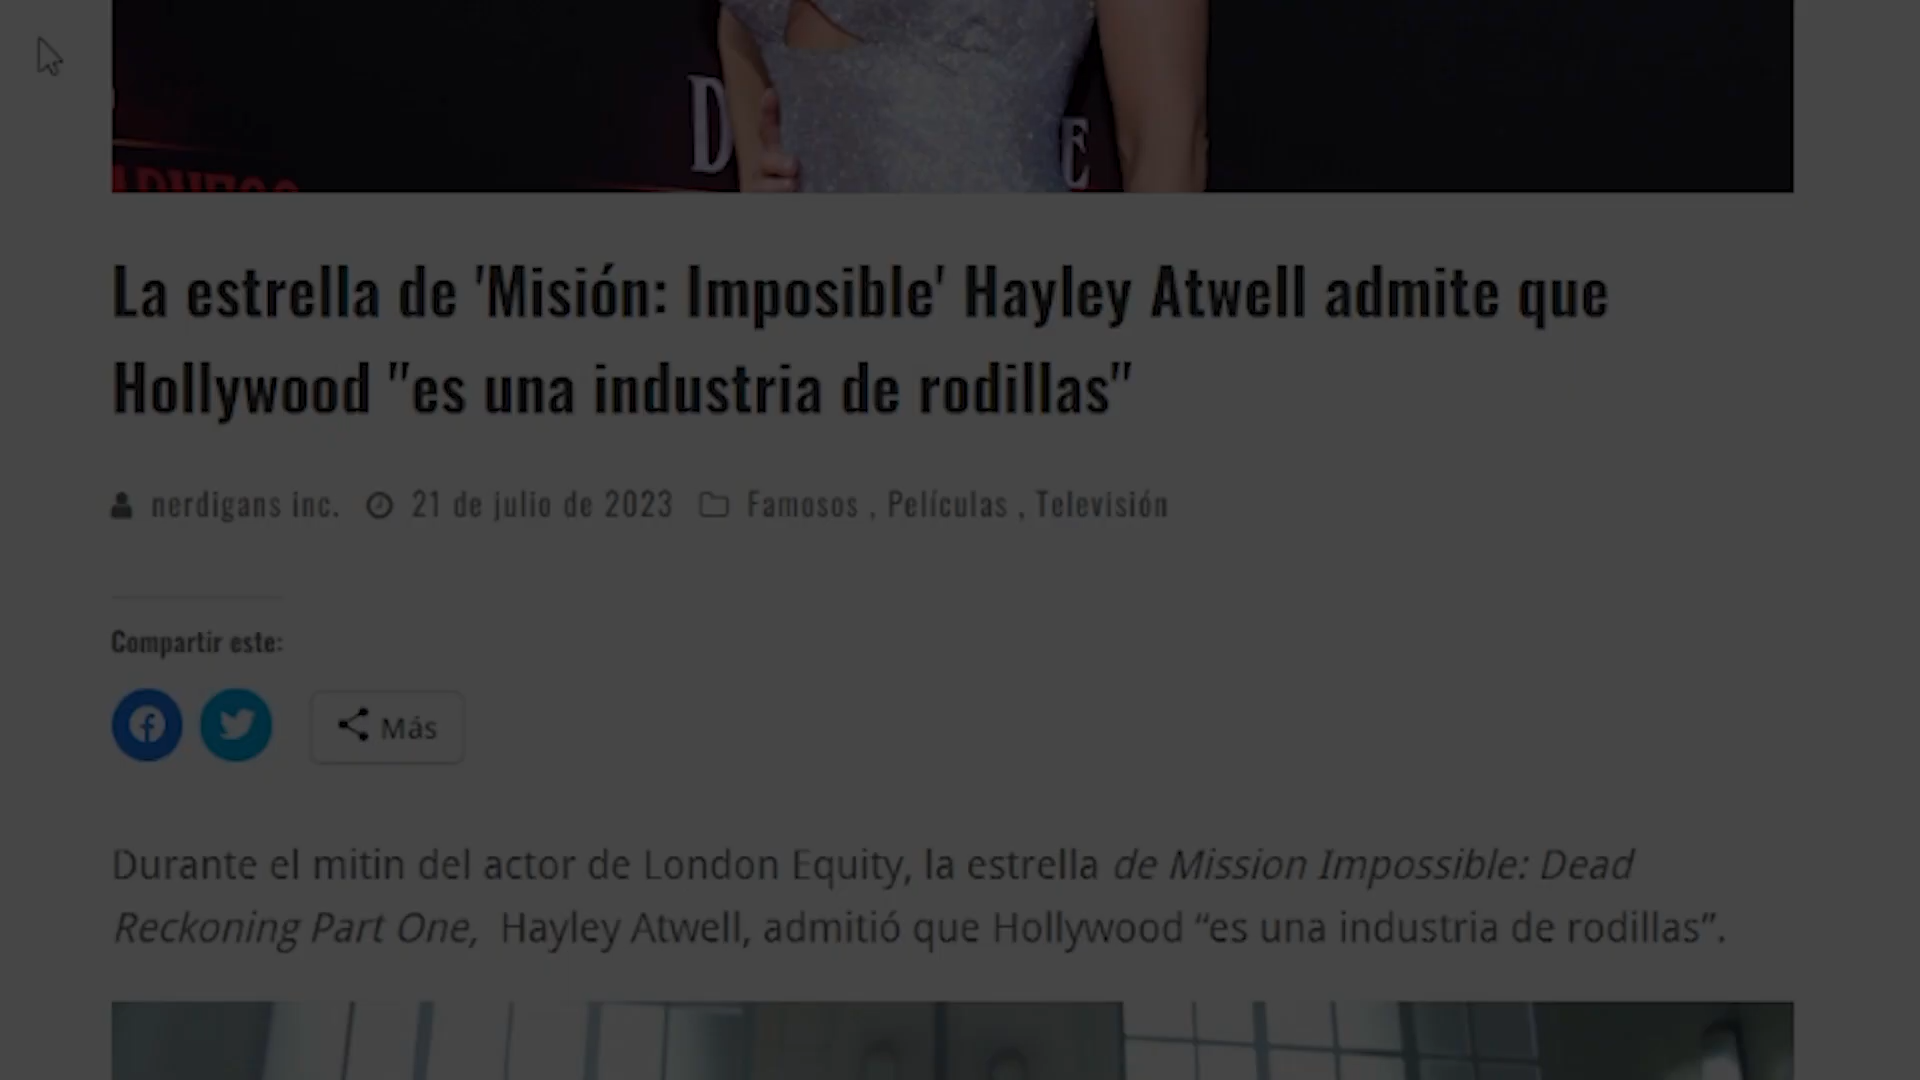 D E
La estrella de 'Misión: Imposible' Hayley Atwell admite que
Hollywood "es una industria de rodillas"
nerdigans inc. 21 de julio de 2023 Famosos , Películas , Televisión
Compartir este:
Más
Durante el mitin del actor de London Equity, la estrella de Mission Impossible: Dead
Reckoning Part One, Hayley Atwell, admitió que Hollywood “es una industria de rodillas”.